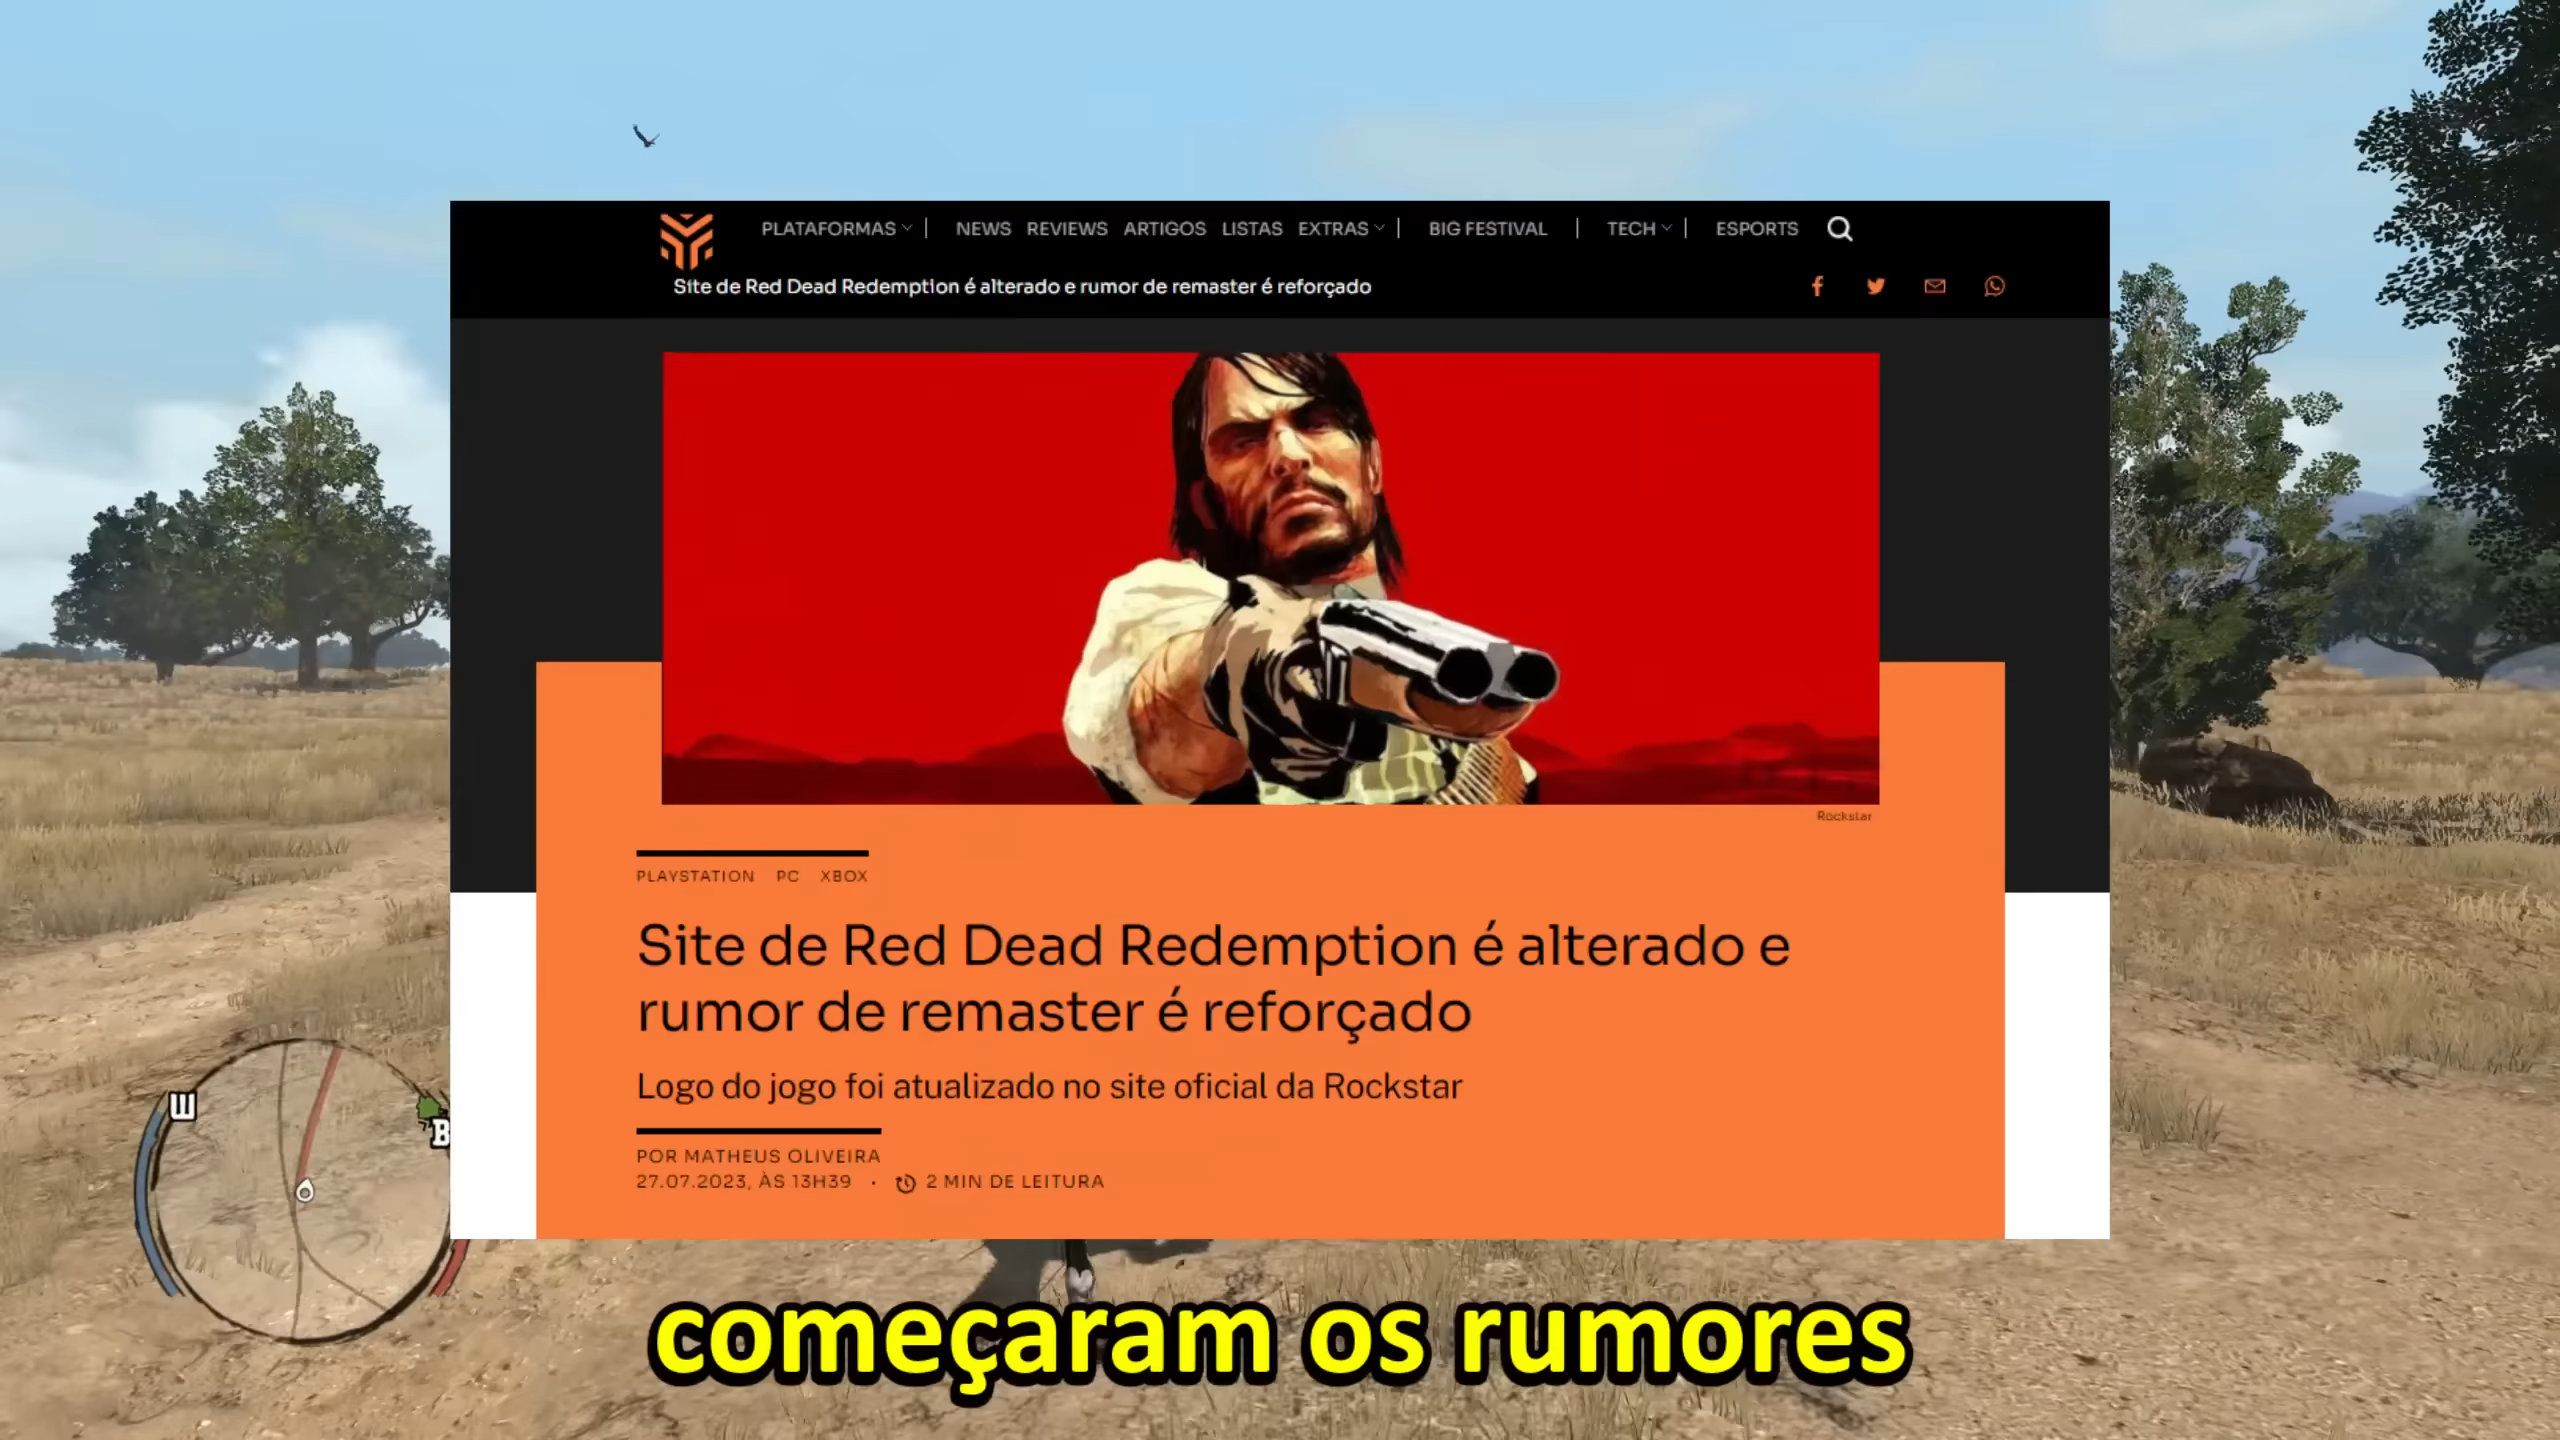 PLATAFORMAS | NEWS REVIEWS ARTIGOS LISTAS EXTRAS | BIG FESTIVAL | TECH | ESPORTS
Site de Red Dead Redemption é alterado e rumor de remaster é reforçado
Rockstar
PLAYSTATION PC XBOX
Site de Red Dead Redemption é alterado e
rumor de remaster é reforçado
Logo do jogo foi atualizado no site oficial da Rockstar
POR MATHEUS OLIVEIRA
27.07.2023, ÀS 13H39 · 2 MIN DE LEITURA
B
começaram os rumores